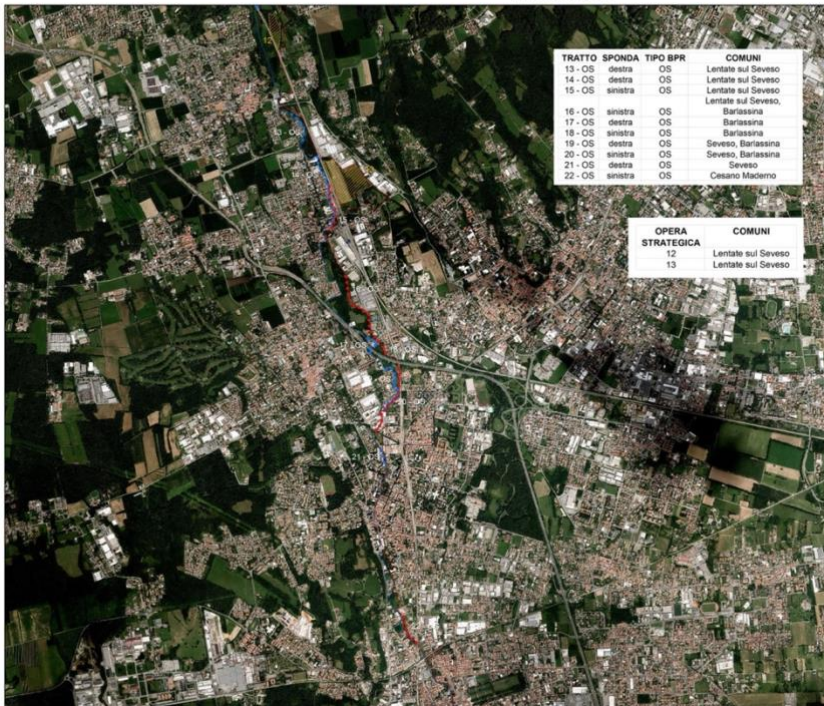 TRATTO SPONDA TIPO BPR COMUNI
13 - OS destra OS Lentate sul Seveso
14 - OS destra OS Lentate sul Seveso
15 - OS sinistra OS Lentate sul Seveso
Lentate sul Seveso,
16 - OS sinistra OS Barlassina
17 - OS destra OS Barlassina
18 - OS sinistra OS Barlassina
19 - OS destra OS Seveso, Barlassina
20 - OS sinistra OS Seveso, Barlassina
21 - OS destra OS Seveso
22 - OS sinistra OS Cesano Maderno
OPERA COMUNI
STRATEGICA
12 Lentate sul Seveso
13 Lentate sul Seveso